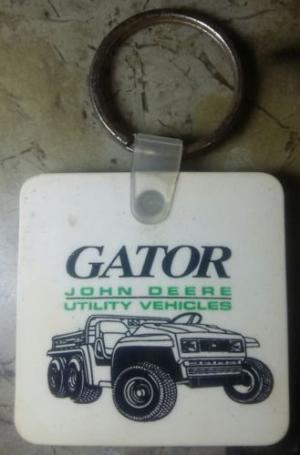 GATOR
JOHN DEERE
UTILITY VEHICLES